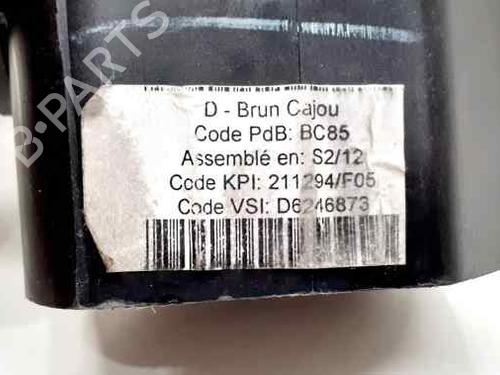 D - Brun Cajou
Code PdB: BC85
Assemblé en: S2/12
Code KPI: 211294/F05
Code VSI: D6246873
B-PARTS